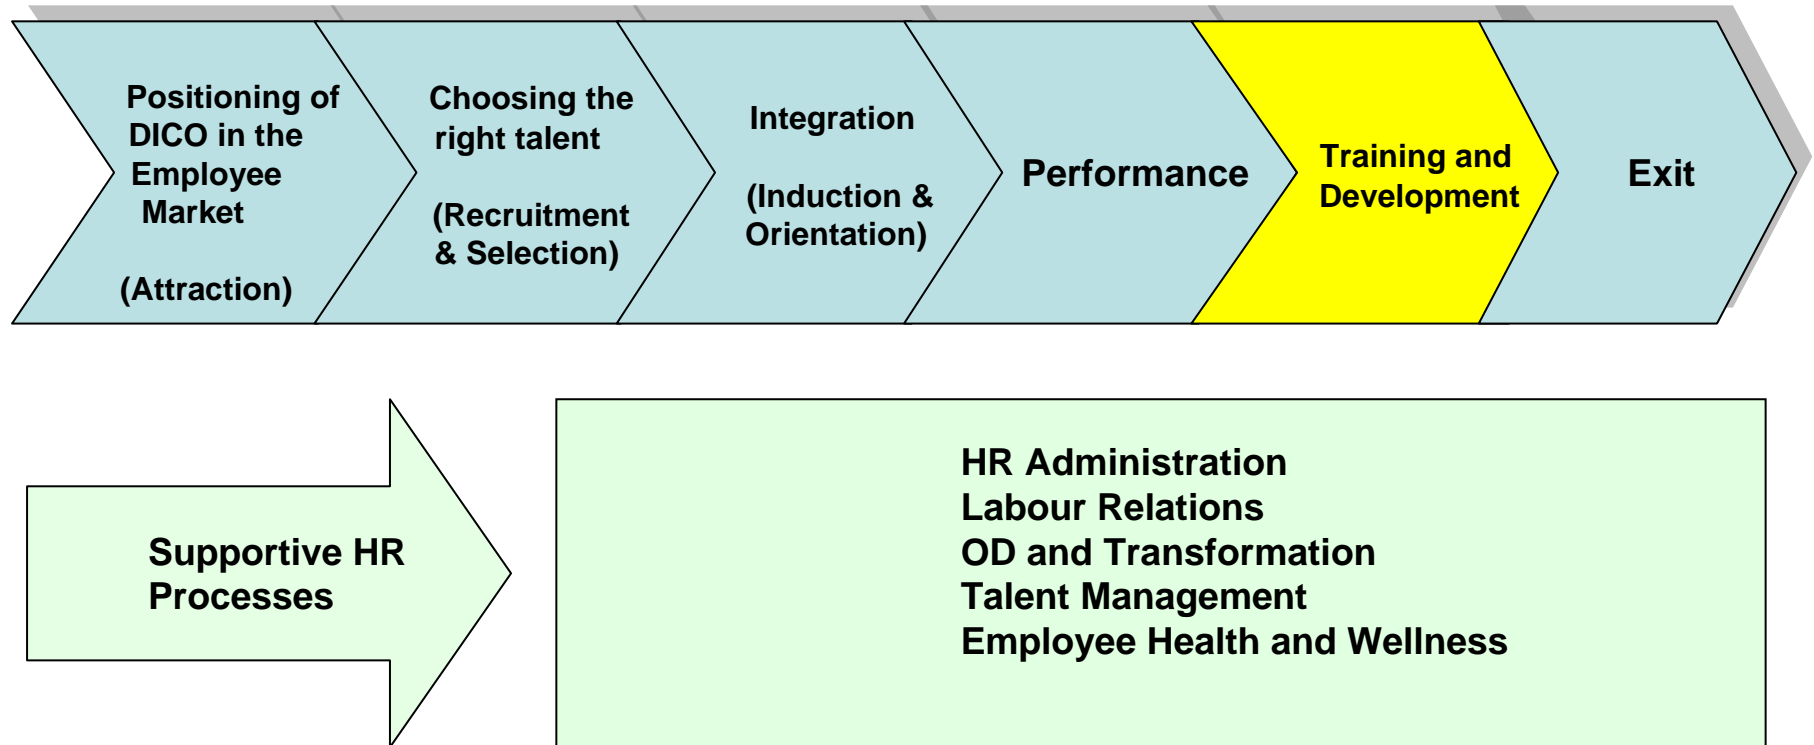 Positioning of
DICO in the
Employee
Market
(Attraction)
Choosing the
right talent
(Recruitment
& Selection)
Integration
(Induction &
Orientation)
Performance
Training and
Development
Exit
Supportive HR
Processes
HR Administration
Labour Relations
OD and Transformation
Talent Management
Employee Health and Wellness